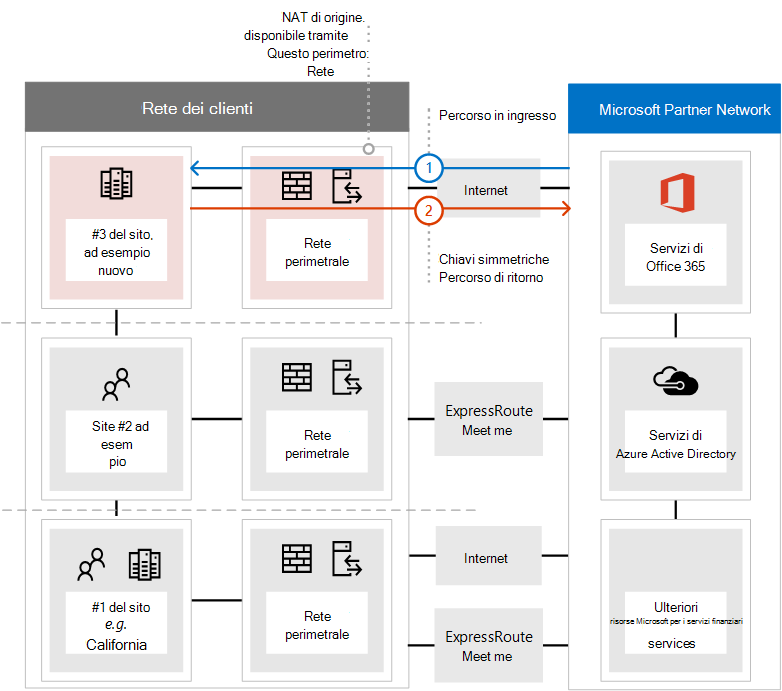 NAT di origine.
disponibile tramite
Questo perimetro:
Rete
Rete dei clienti
Percorso in ingresso
Microsoft Partner Network
1
Internet
2
#3 del sito,
ad esempio
nuovo
Rete
perimetrale
Chiavi simmetriche
Percorso di ritorno
Servizi di
Office 365
Site #2 ad
esem
pio
Rete
perimetrale
ExpressRoute
Meet me
Servizi di
Azure Active Directory
#1 del sito
e.g.
California
Rete
perimetrale
Internet
ExpressRoute
Meet me
Ulteriori
risorse Microsoft per i servizi finanziari
services